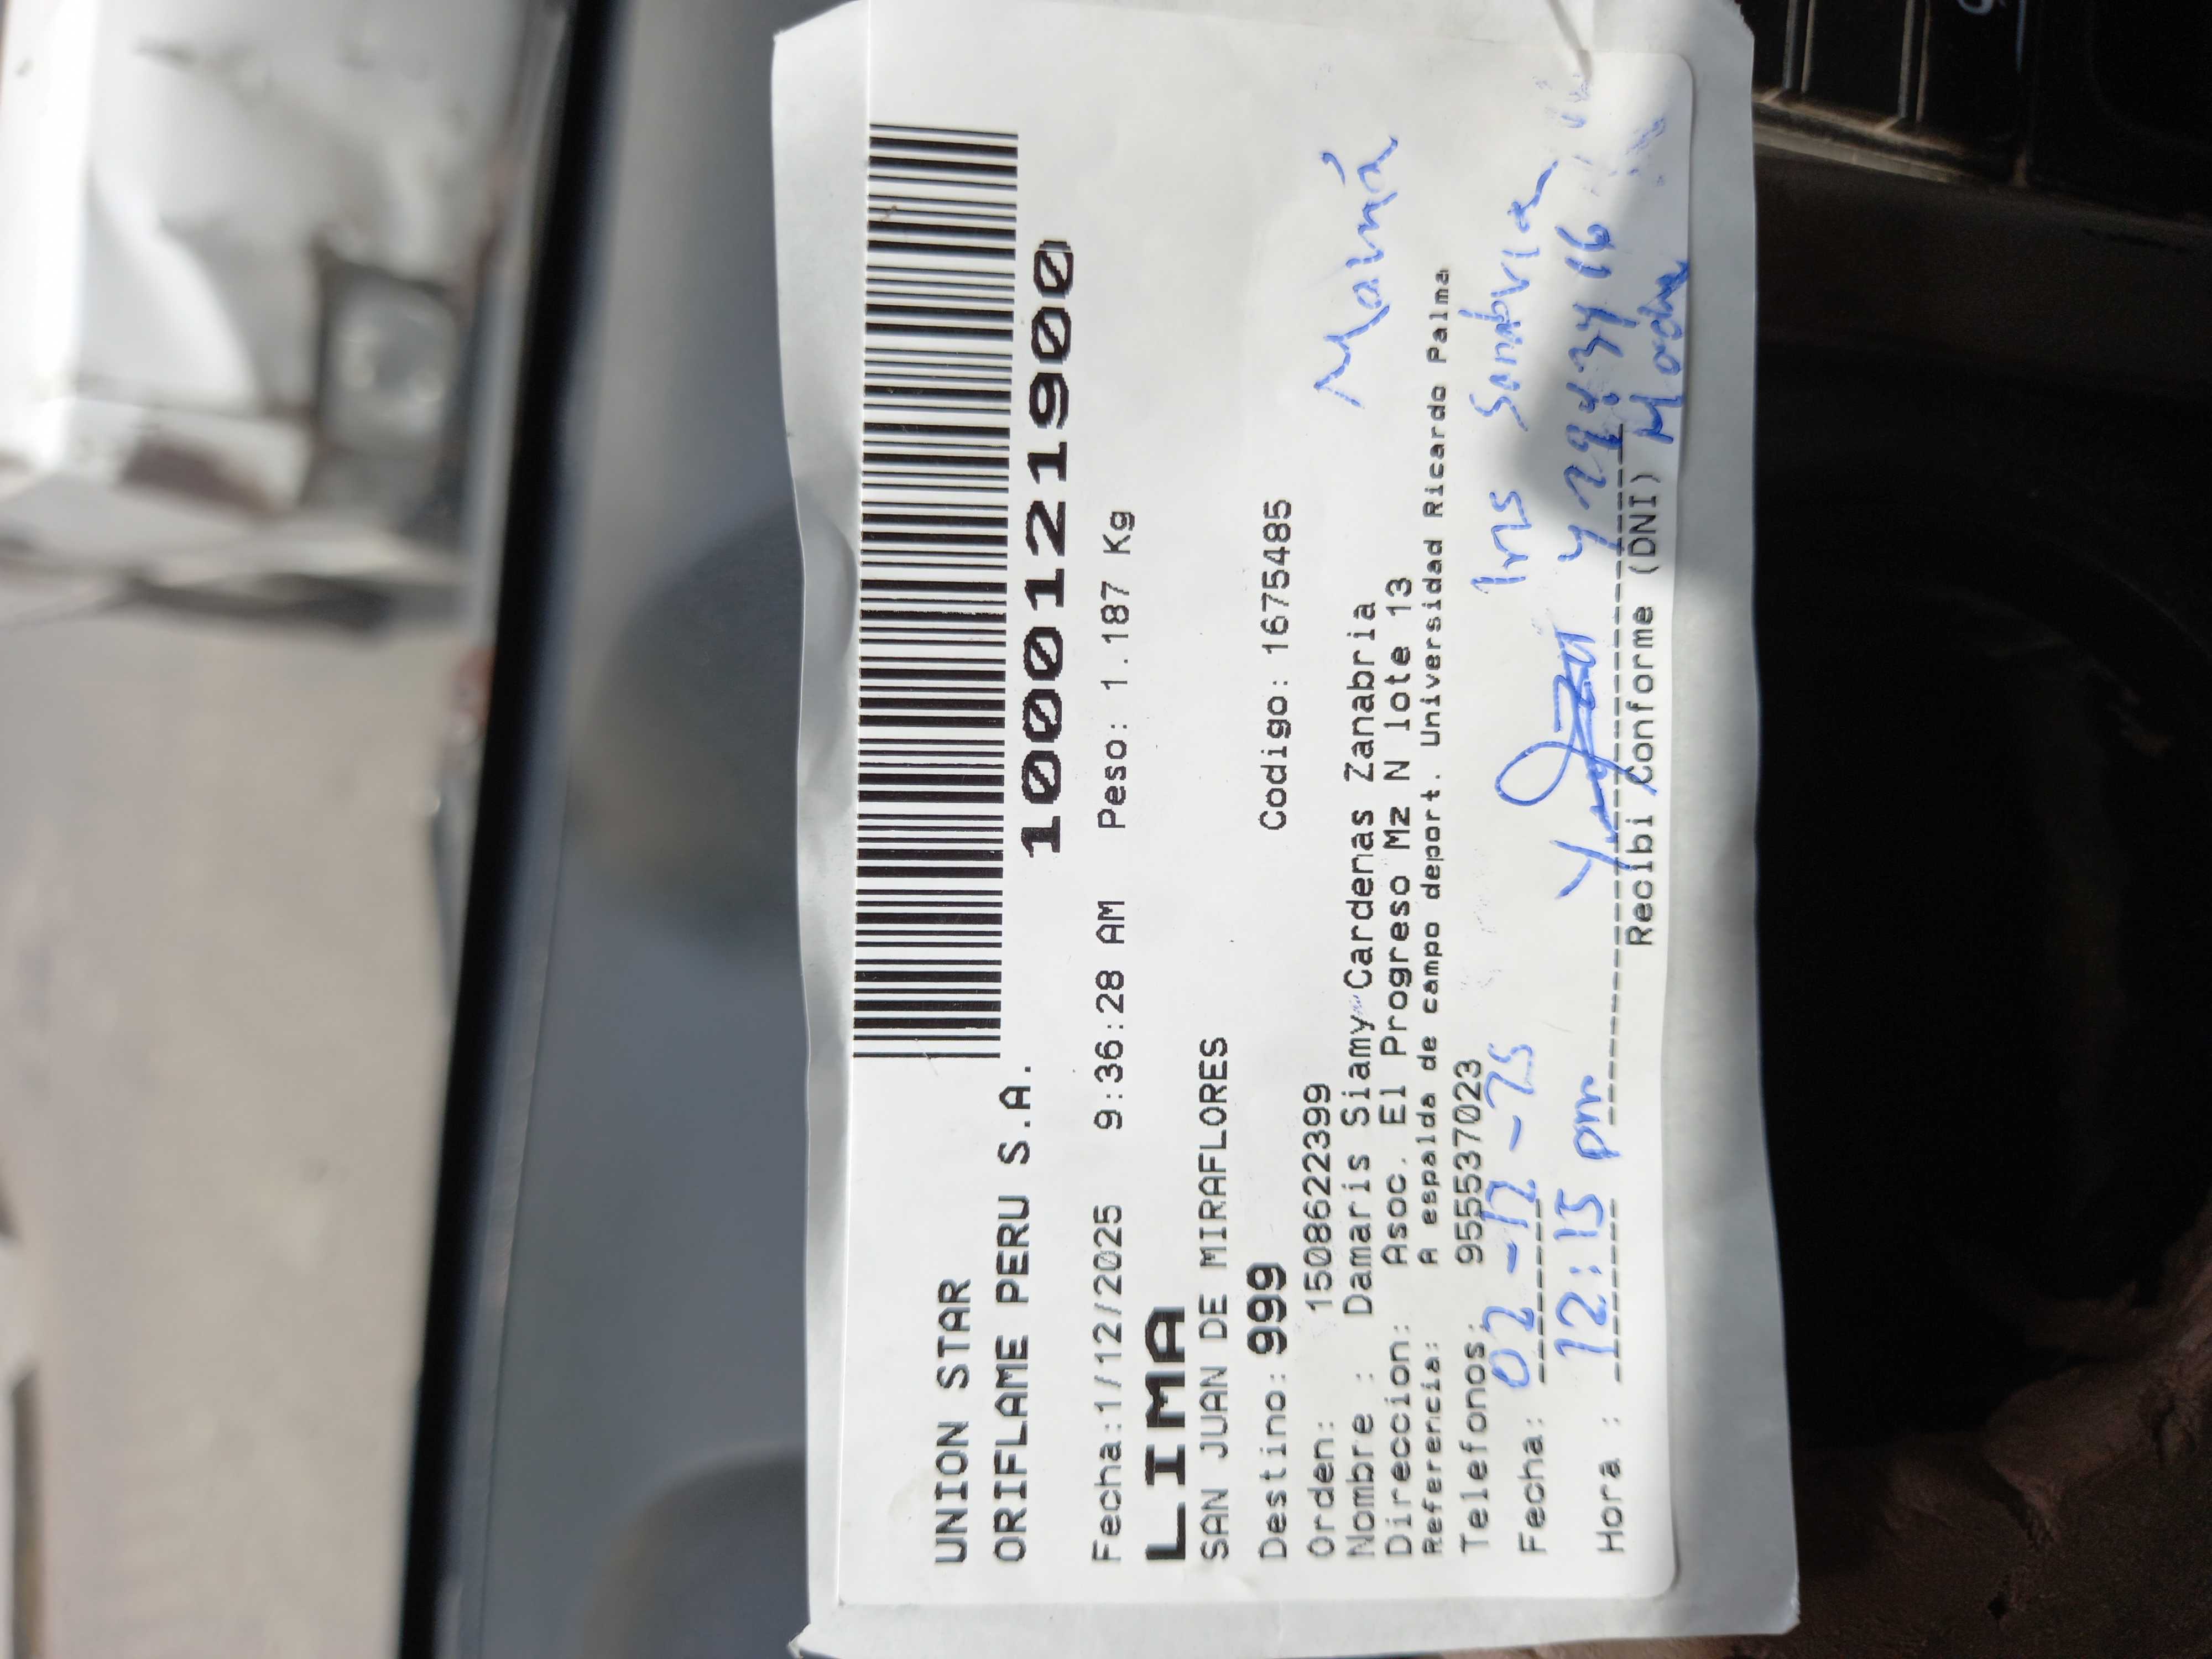 UNION STAR
ORIFLAME PERU S.A.
1000121900
Fecha:1/12/2025 9:36:28 AM Peso: 1.187 Kg
LIMA
SAN JUAN DE MIRAFLORES
Destino: 999 Codigo: 1675485
Orden: 1508622399
Mamá
Nombre : Damaris Siamy Cardenas Zanabria
Direccion: Asoc. El Progreso Mz N lote 13
Referencia: A espalda de campo deport. Universidad Ricardo Palma
Telefonos: 955537023
Fecha: 02-12-25
Hora : 12:15 pm
Recibi Conforme (DNI)